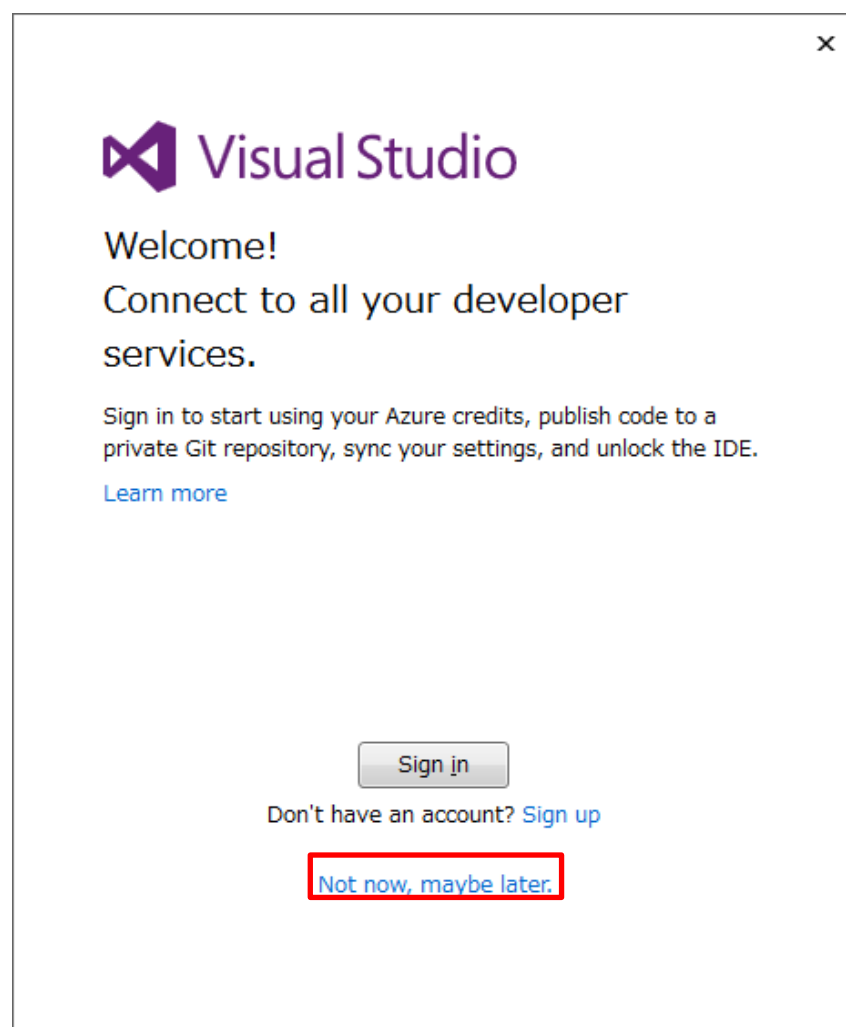 Visual Studio
Welcome!
Connect to all your developer
services.
Sign in to start using your Azure credits, publish code to a
private Git repository, sync your settings, and unlock the IDE.
Learn more
Sign in
Don't have an account? Sign up
Not now, maybe later.